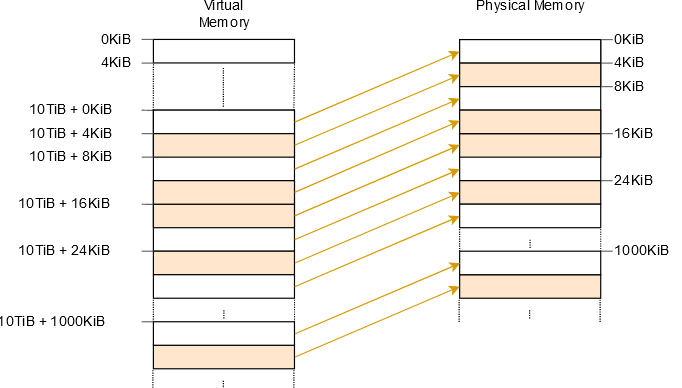 Virtual
Memory
0KiB
4KiB
10TiB + 0KiB
10TiB + 4KiB
10TiB + 8KiB
10TiB + 16KiB
10TiB + 24KiB
10TiB + 1000KiB
Physical Memory
0KiB
4KiB
8KiB
16KiB
24KiB
1000KiB